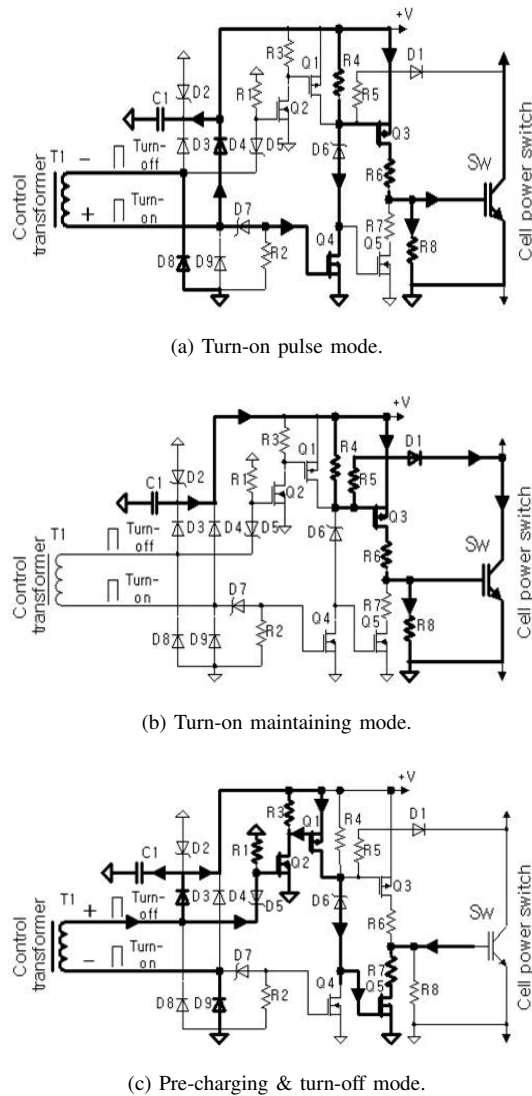 +V
R3
Q1
R4
D1
D2
R1
Q2
R5
Q3
C1
D3
D4
D5
D6
R6
SW
T1
Turn-off
Turn-on
D7
Q4
R7
Q5
R8
D8
D9
R2
Control transformer
Cell power switch
(a) Turn-on pulse mode.
+V
R3
Q1
R4
D1
D2
R1
Q2
R5
Q3
C1
D3
D4
D5
D6
R6
SW
T1
Turn-off
Turn-on
D7
Q4
R7
Q5
R8
D8
D9
R2
Control transformer
Cell power switch
(b) Turn-on maintaining mode.
+V
R3
Q1
R4
D1
D2
R1
Q2
R5
Q3
C1
D3
D4
D5
D6
R6
SW
T1
Turn-off
Turn-on
D7
Q4
R7
Q5
R8
D8
D9
R2
Control transformer
Cell power switch
(c) Pre-charging & turn-off mode.